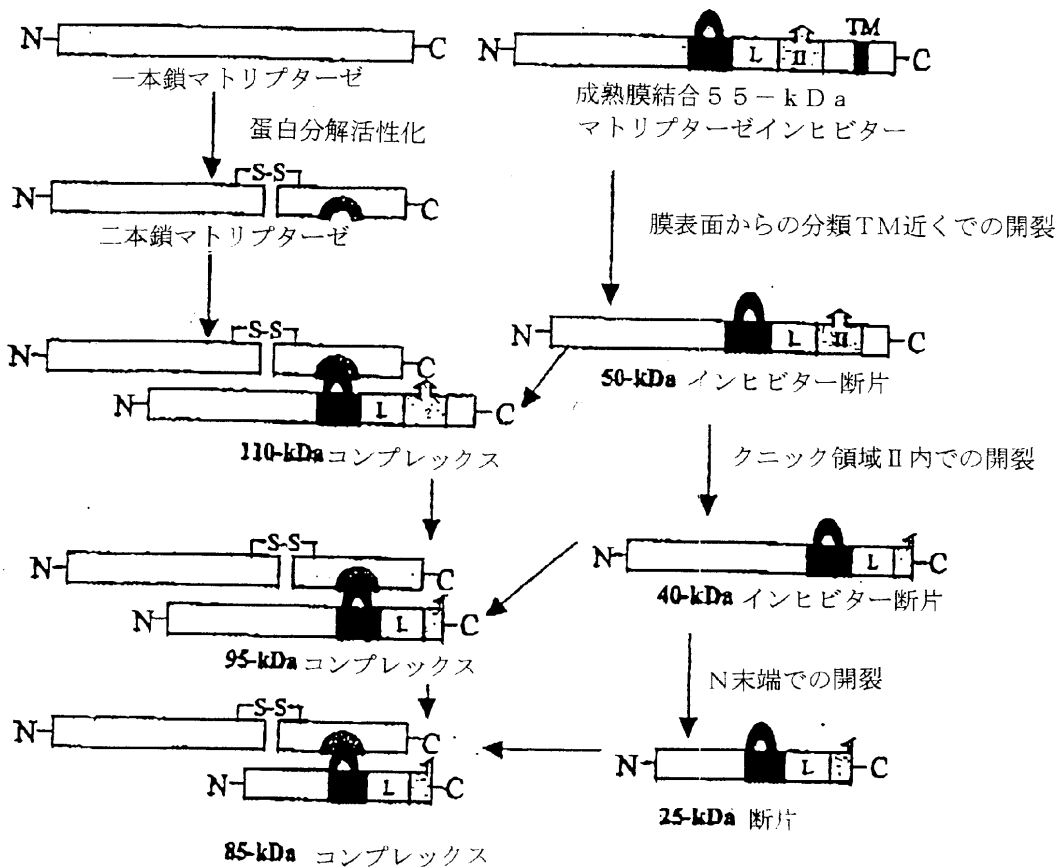 N C
一本鎖マトリプターゼ
蛋白分解活性化
S-S
N C
二本鎖マトリプターゼ
TM
N L II C
成熟膜結合55-kDa
マトリプターゼインヒビター
膜表面からの分類TM近くでの開裂
N L II C
50-kDa インヒビター断片
S-S
N C
N L ? C
110-kDa コンプレックス
クニック領域II内での開裂
N L C
40-kDa インヒビター断片
S-S
N C
N L C
95-kDa コンプレックス
N末端での開裂
N L C
25-kDa 断片
S-S
N C
N L C
85-kDa コンプレックス